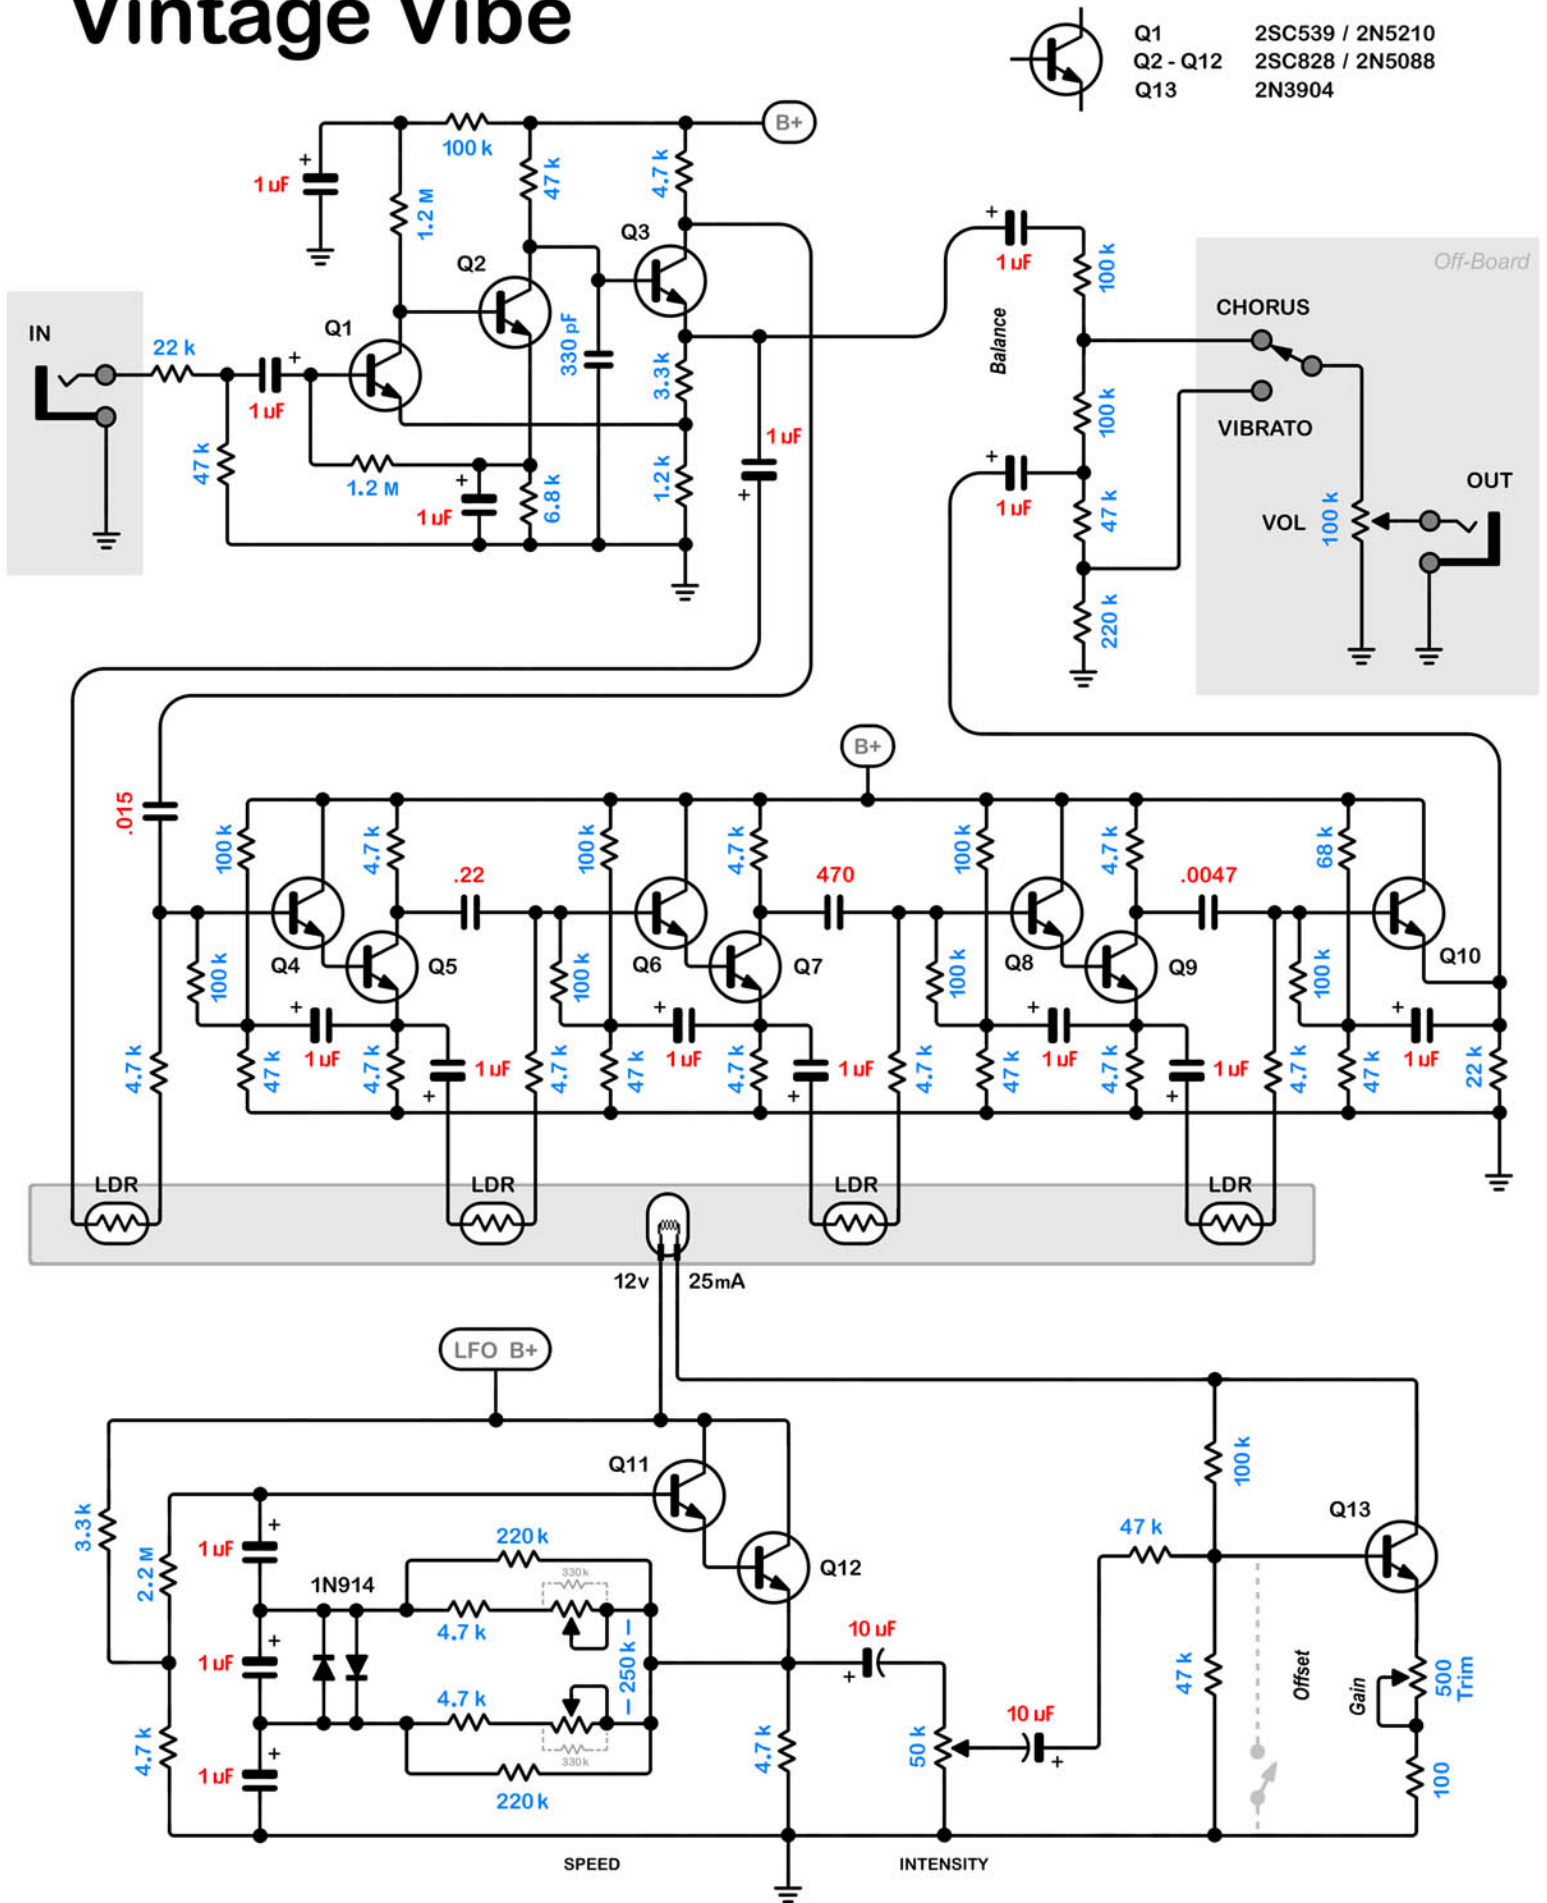 Vintage Vibe
Q1 2SC539 / 2N5210
Q2 - Q12 2SC828 / 2N5088
Q13 2N3904
B+
100 k
1 uF
+
1.2 M
47 k
4.7 k
Q3
Q2
Q1
IN
22 k
1 uF
+
47 k
1.2 M
+
1 uF
6.8 k
330 pF
3.3 k
1.2 k
1 uF
+
+
1 uF
100 k
Balance
100 k
+
1 uF
47 k
220 k
Off-Board
CHORUS
VIBRATO
VOL
100 k
OUT
B+
.015
100 k
4.7 k
.22
100 k
4.7 k
470
100 k
4.7 k
.0047
68 k
Q4
Q5
Q6
Q7
Q8
Q9
Q10
100 k
100 k
100 k
100 k
+
+
+
+
1 uF
1 uF
1 uF
1 uF
4.7 k
47 k
4.7 k
1 uF
+
4.7 k
47 k
4.7 k
1 uF
+
4.7 k
47 k
4.7 k
1 uF
+
4.7 k
47 k
22 k
LDR
LDR
LDR
LDR
12v
25mA
LFO B+
Q11
Q12
Q13
3.3 k
2.2 M
+
1 uF
1N914
220 k
330k
4.7 k
+
1 uF
250 k
4.7 k
330k
220 k
+
1 uF
4.7 k
4.7 k
10 uF
+
50 k
10 uF
+
47 k
100 k
47 k
Offset
Gain
500
Trim
100
SPEED
INTENSITY